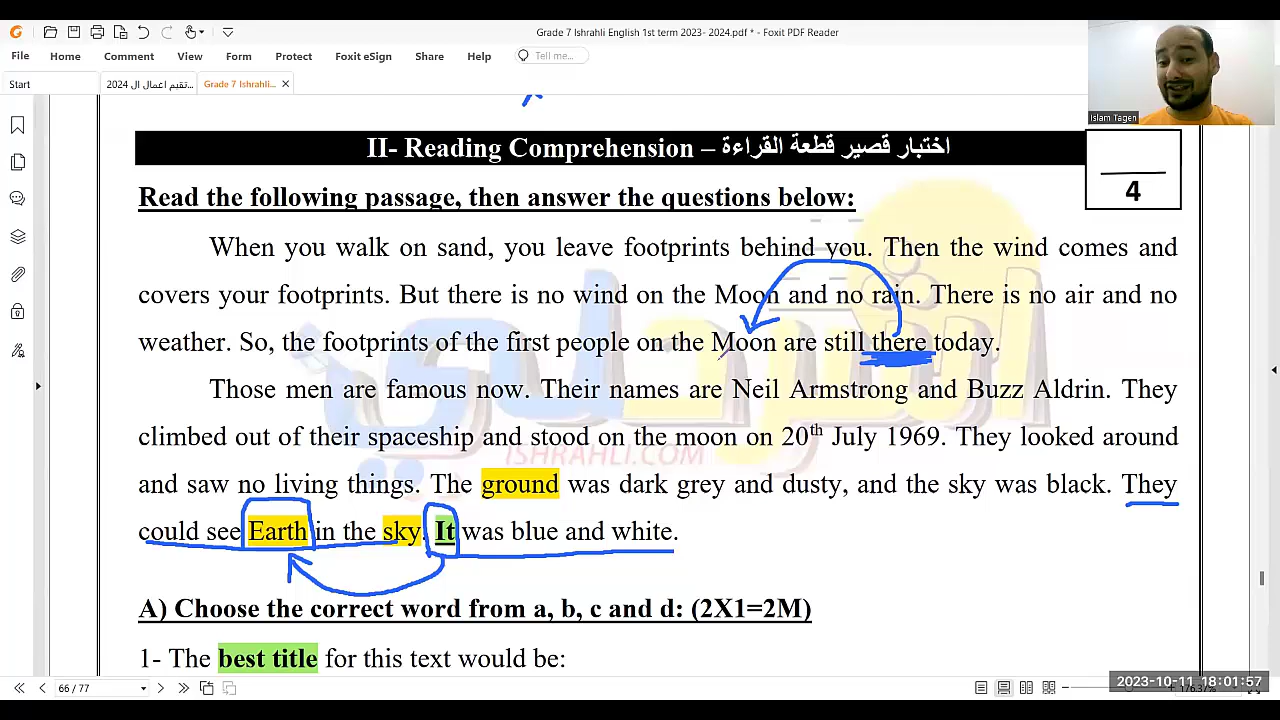 Grade 7 Ishrahli English 1st term 2023- 2024.pdf * - Foxit PDF Reader
File Home Comment View Form Protect Foxit eSign Share Help Tell me...
Start تقيم اعمال ال 2024... Grade 7 Ishrahli...
Islam Tagen
II- Reading Comprehension – اختبار قصير قطعة القراءة
4
Read the following passage, then answer the questions below:
When you walk on sand, you leave footprints behind you. Then the wind comes and
covers your footprints. But there is no wind on the Moon and no rain. There is no air and no
weather. So, the footprints of the first people on the Moon are still there today.
Those men are famous now. Their names are Neil Armstrong and Buzz Aldrin. They
climbed out of their spaceship and stood on the moon on 20th July 1969. They looked around
and saw no living things. The ground was dark grey and dusty, and the sky was black. They
could see Earth in the sky. It was blue and white.
اشرحلي
ISHRAHLI.COM
A) Choose the correct word from a, b, c and d: (2X1=2M)
1- The best title for this text would be:
66 / 77
2023-10-11 18:01:57